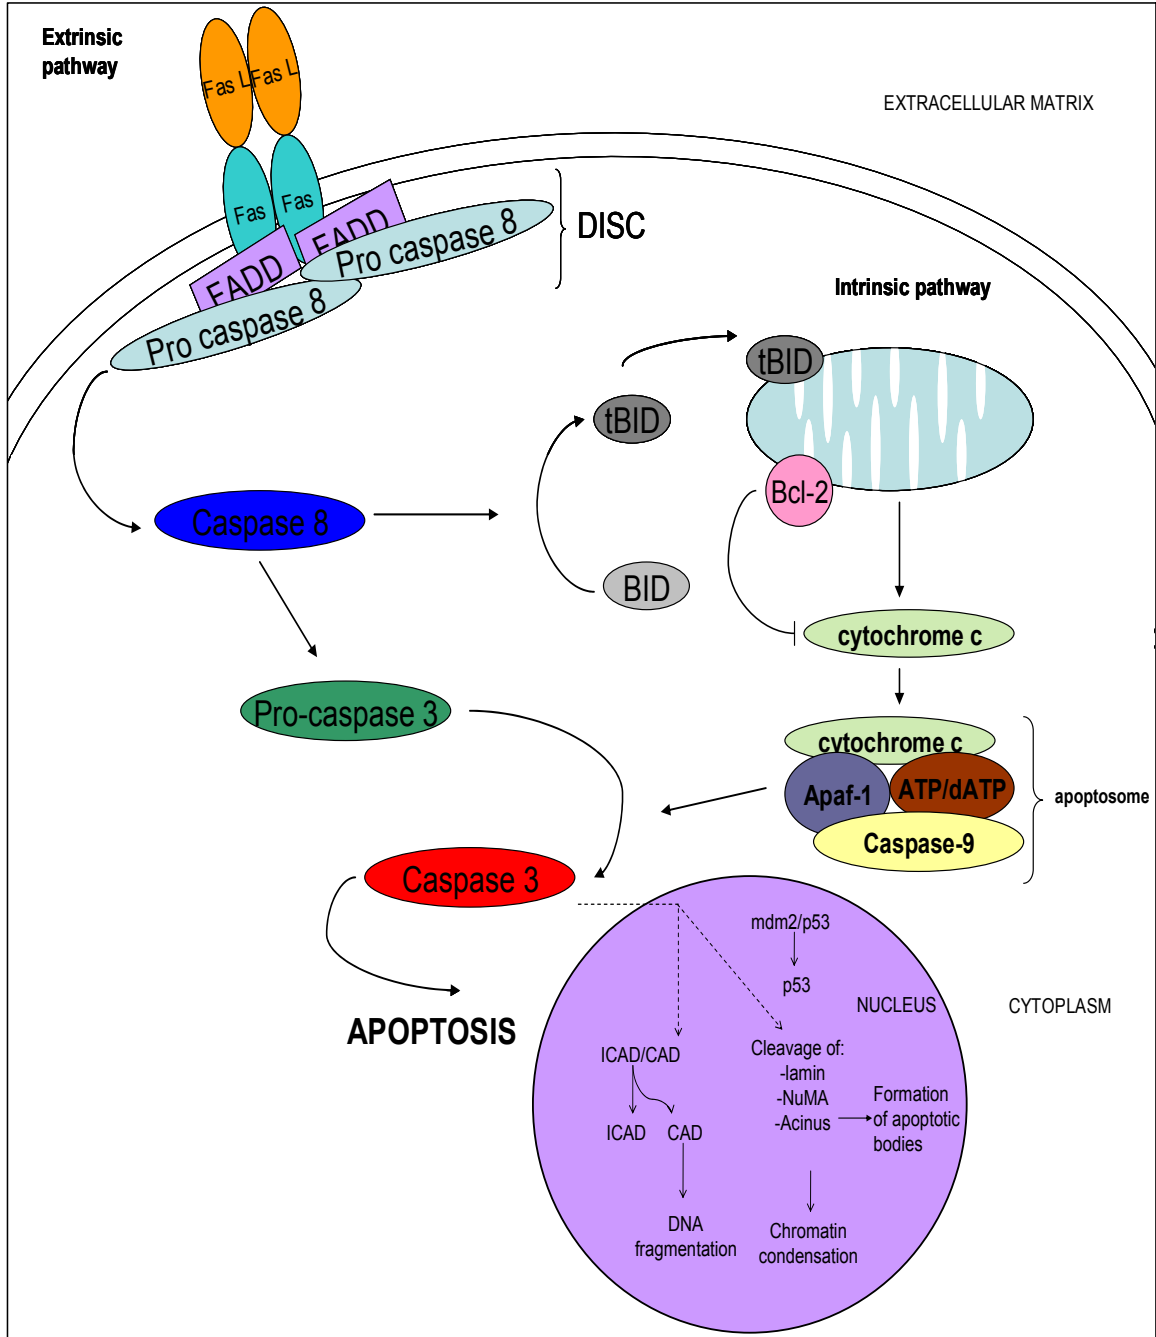 Extrinsic
pathway
Fas L
Fas L
EXTRACELLULAR MATRIX
Fas
Fas
FADD
FADD
Pro caspase 8
Pro caspase 8
DISC
Intrinsic pathway
tBID
tBID
Bcl-2
Caspase 8
BID
cytochrome c
Pro-caspase 3
cytochrome c
Apaf-1
ATP/dATP
Caspase-9
apoptosome
Caspase 3
APOPTOSIS
mdm2/p53
p53
NUCLEUS
CYTOPLASM
ICAD/CAD
ICAD
CAD
DNA
fragmentation
Cleavage of:
-lamin
-NuMA
-Acinus
Formation
of apoptotic
bodies
Chromatin
condensation